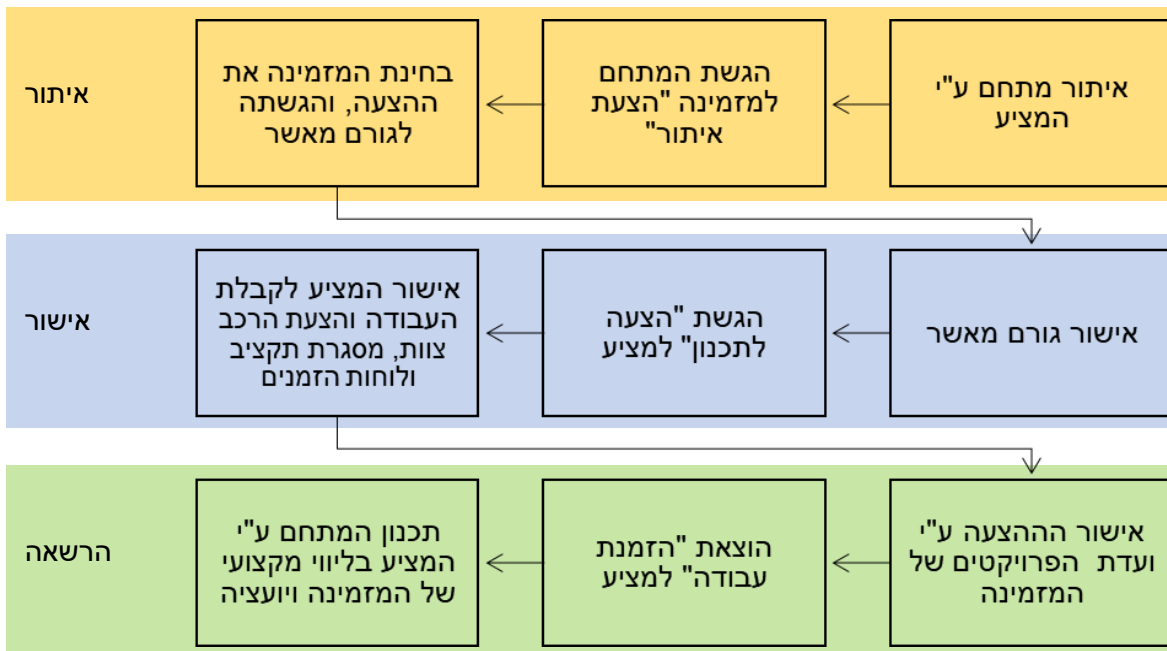 איתור
איתור מתחם ע"י
המציע
הגשת המתחם
למזמינה "הצעת
איתור"
בחינת המזמינה את
ההצעה, והגשתה
לגורם מאשר
אישור
אישור גורם מאשר
הגשת "הצעה
לתכנון" למציע
אישור המציע לקבלת
העבודה והצעת הרכב
צוות, מסגרת תקציב
ולוחות הזמנים
הרשאה
אישור הההצעה ע"י
ועדת הפרויקטים של
המזמינה
הוצאת "הזמנת
עבודה" למציע
תכנון המתחם ע"י
המציע בליווי מקצועי
של המזמינה ויועציה